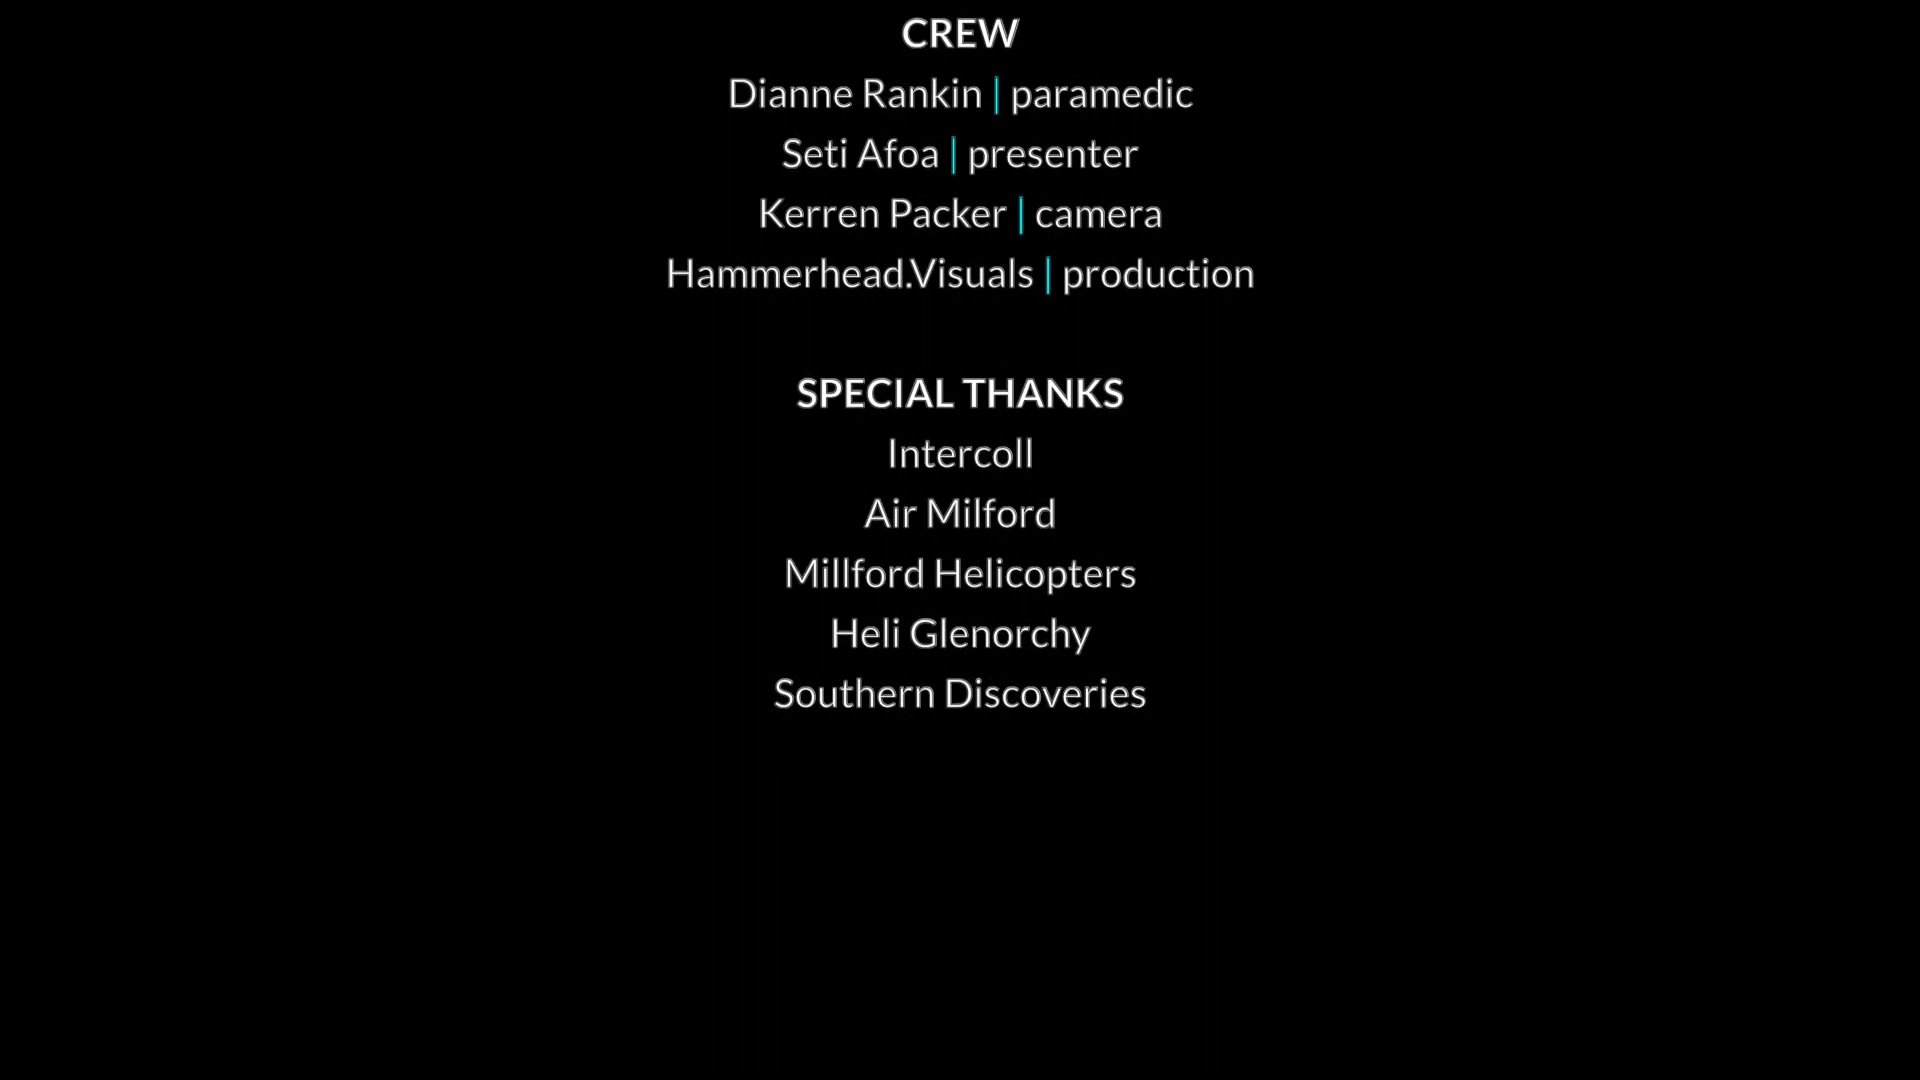 CREW
Dianne Rankin | paramedic
Seti Afoa | presenter
Kerren Packer | camera
Hammerhead.Visuals | production
SPECIAL THANKS
Intercoll
Air Milford
Millford Helicopters
Heli Glenorchy
Southern Discoveries